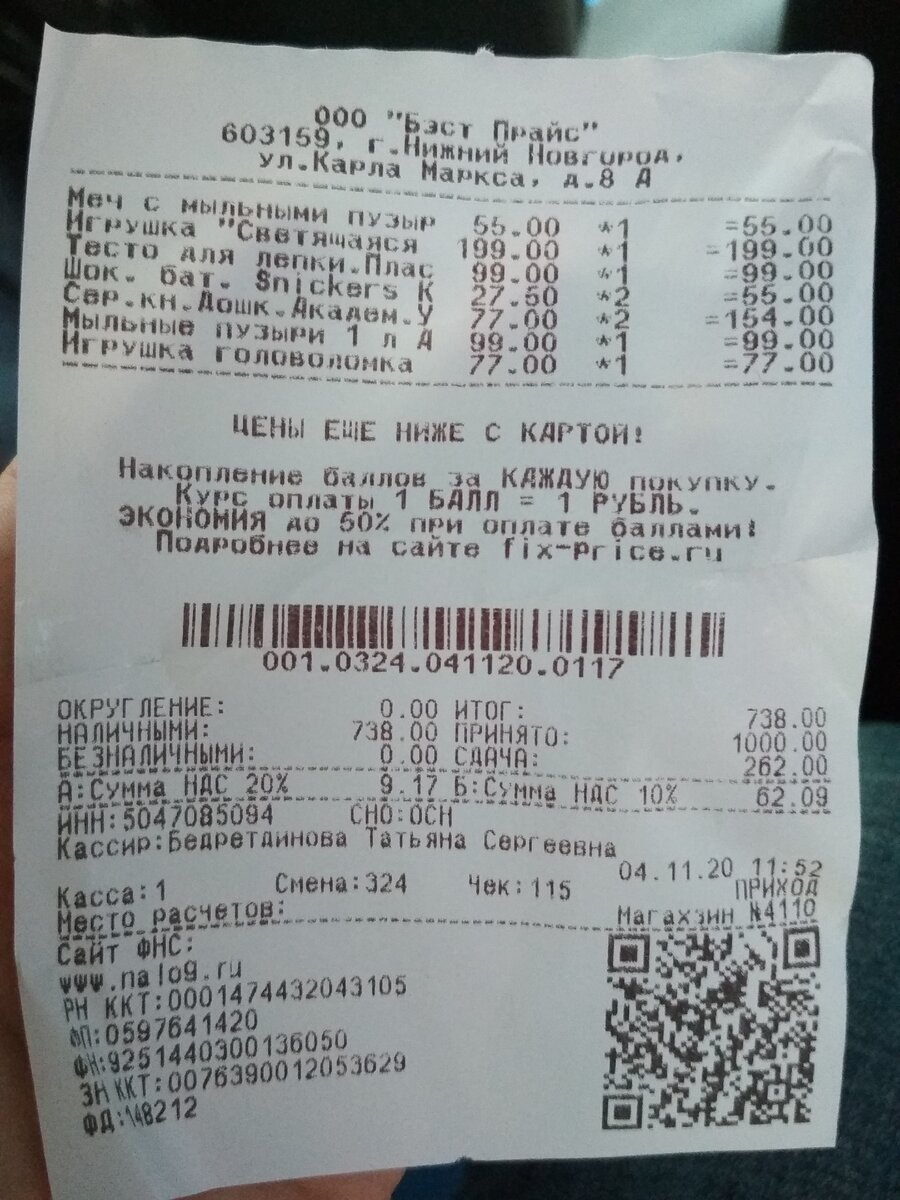 ООО "Бэст Прайс"
603159, г.Нижний Новгород,
ул.Карла Маркса, д.8 А
Меч с мыльными пузыр 55.00 *1 =55.00
Игрушка "Светящаяся 199.00 *1 =199.00
Тесто для лепки.Плас 99.00 *1 =99.00
Шок. бат. Snickers К 27.50 *2 =55.00
Сер.кн.Дошк.Академ.У 77.00 *2 =154.00
Мыльные пузыри 1 л А 99.00 *1 =99.00
Игрушка головоломка 77.00 *1 =77.00
ЦЕНЫ ЕЩЕ НИЖЕ С КАРТОЙ!
Накопление баллов за КАЖДУЮ покупку.
Курс оплаты 1 БАЛЛ = 1 РУБЛЬ.
ЭКОНОМИЯ до 50% при оплате баллами!
Подробнее на сайте fix-price.ru
001.0324.041120.0117
ОКРУГЛЕНИЕ: 0.00 ИТОГ: 738.00
НАЛИЧНЫМИ: 738.00 ПРИНЯТО: 1000.00
БЕЗНАЛИЧНЫМИ: 0.00 СДАЧА: 262.00
А:Сумма НДС 20% 9.17 Б:Сумма НДС 10% 62.09
ИНН:5047085094 СНО:ОСН
Кассир:Бедретдинова Татьяна Сергеевна
04.11.20 11:52
Касса:1 Смена:324 Чек:115 ПРИХОД
Место расчетов: Магахзин №4110
Сайт ФНС:
www.nalog.ru
РН ККТ:0001474432043105
ФП:0597641420
ФН:9251440300136050
ЗН ККТ:0076390012053629
ФД:148212